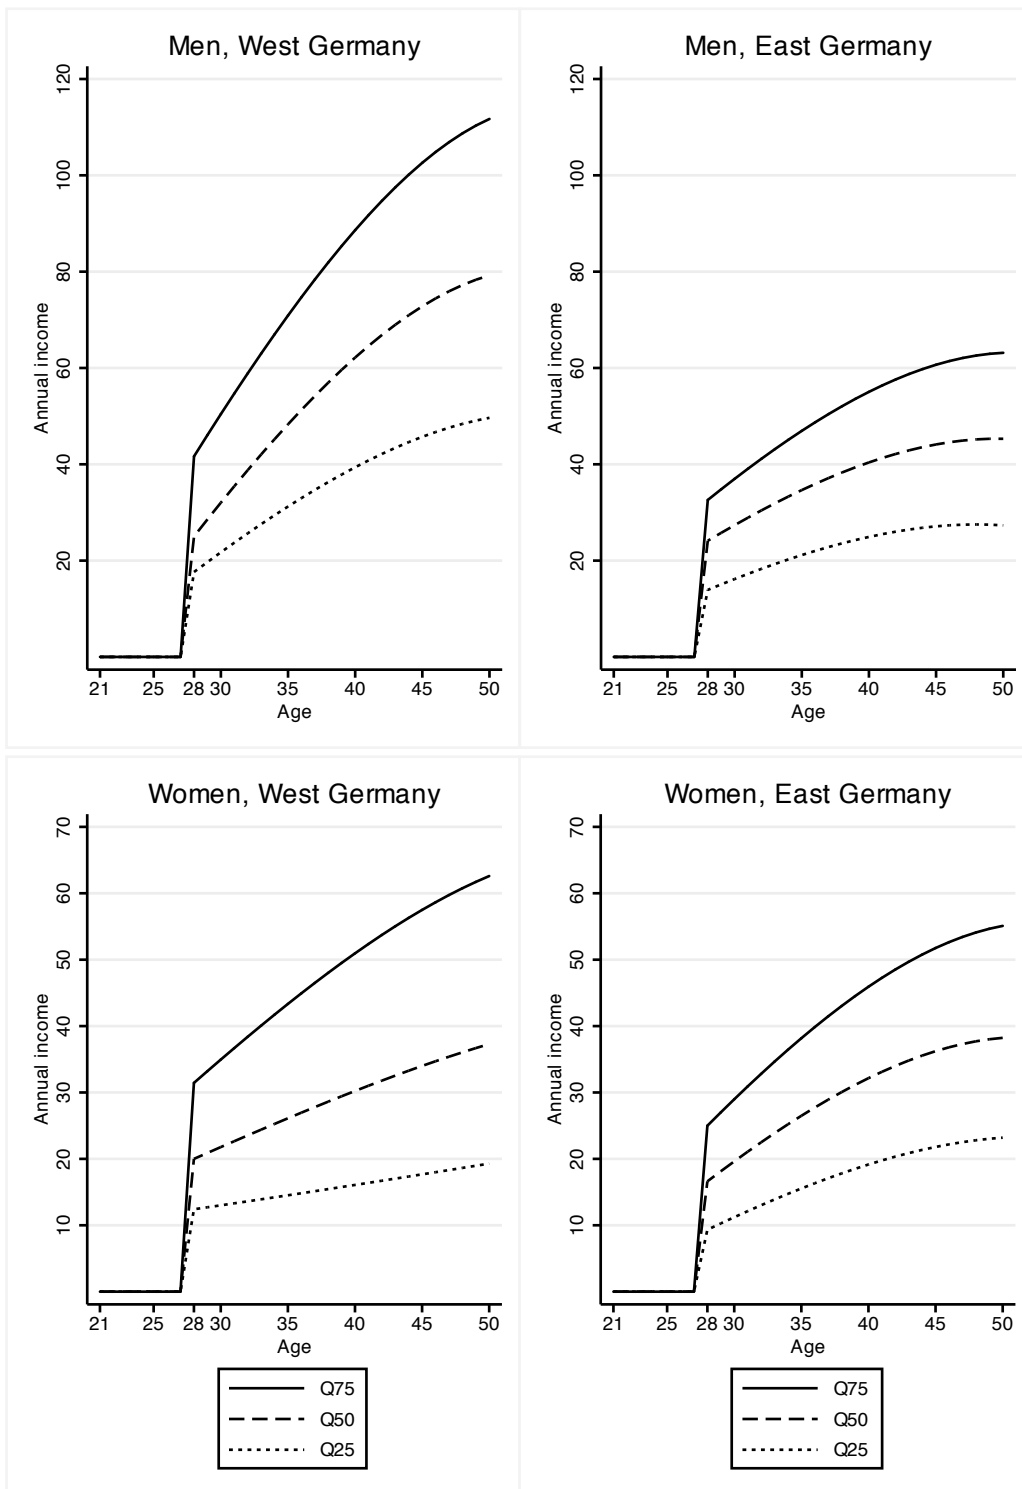 Men, West Germany
120
100
80
60
40
20
Annual income
21 25 28 30 35 40 45 50
Age
Men, East Germany
120
100
80
60
40
20
Annual income
21 25 28 30 35 40 45 50
Age
Women, West Germany
70
60
50
40
30
20
10
Annual income
21 25 28 30 35 40 45 50
Age
Q75
Q50
Q25
Women, East Germany
70
60
50
40
30
20
10
Annual income
21 25 28 30 35 40 45 50
Age
Q75
Q50
Q25